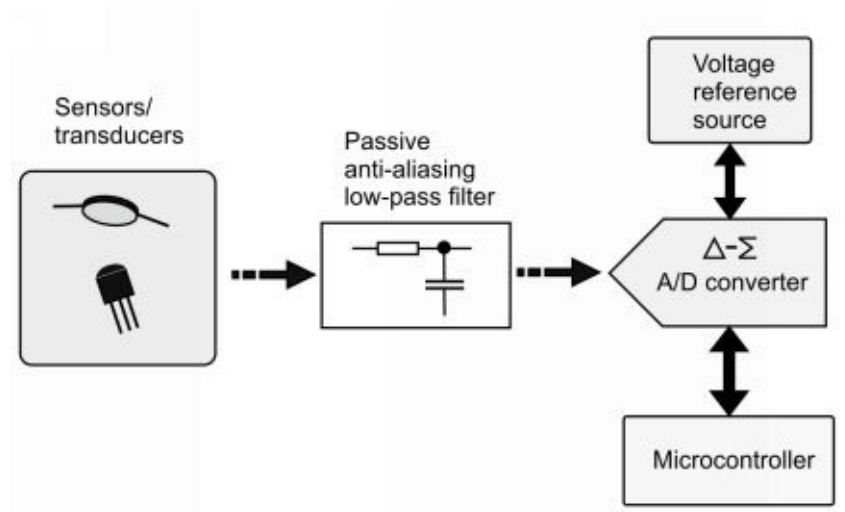 Sensors/
transducers
Passive
anti-aliasing
low-pass filter
Voltage
reference
source
Δ-Σ
A/D converter
Microcontroller